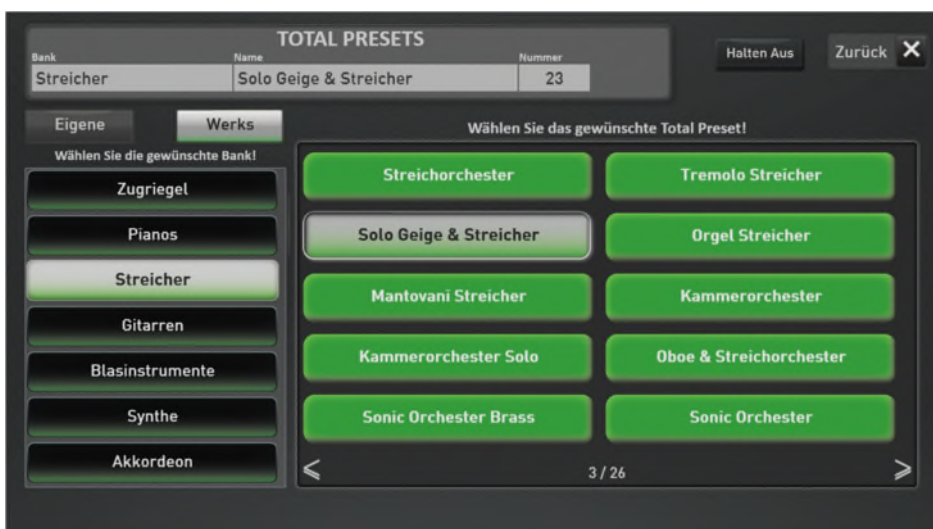 TOTAL PRESETS
Bank Name Nummer
Streicher Solo Geige & Streicher 23
Halten Aus
Zurück X
Eigene Werks
Wählen Sie die gewünschte Bank!
Zugriegel
Pianos
Streicher
Gitarren
Blasinstrumente
Synthe
Akkordeon
Wählen Sie das gewünschte Total Preset!
Streichorchester Tremolo Streicher
Solo Geige & Streicher Orgel Streicher
Mantovani Streicher Kammerorchester
Kammerorchester Solo Oboe & Streichorchester
Sonic Orchester Brass Sonic Orchester
< 3 / 26 >